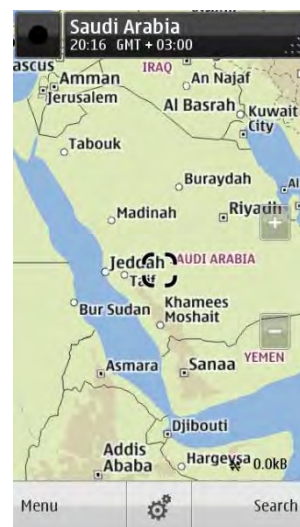 Saudi Arabia
20:16 GMT + 03:00
ascus
IRAQ
Amman
An Najaf
Jerusalem
Al Basrah
Kuwait
City
Tabouk
Buraydah
Al
Madinah
Riyadh
+
Jeddah
AUDI ARABIA
Taif
Bur Sudan
Khamees
Moshait
−
Asmara
Sanaa
YEMEN
Djibouti
Addis
Ababa
Hargeysa
0.0kB
Menu
Search